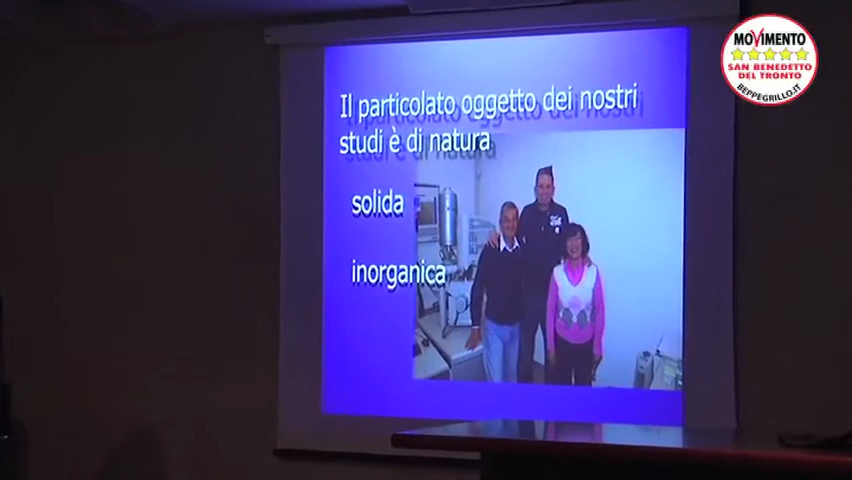 Il particolato oggetto dei nostri
studi è di natura
solida
inorganica
MOVIMENTO
SAN BENEDETTO
DEL TRONTO
BEPPEGRILLO.IT